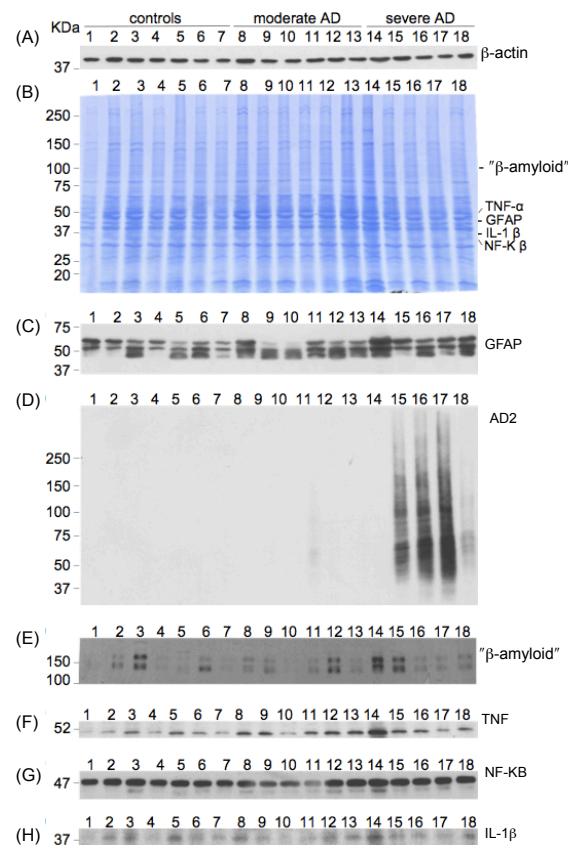 controls moderate AD severe AD
KDa
(A) 1 2 3 4 5 6 7 8 9 10 11 12 13 14 15 16 17 18
β-actin
37
(B) 1 2 3 4 5 6 7 8 9 10 11 12 13 14 15 16 17 18
250
150
100 "β-amyloid"
75
50 TNF-α
GFAP
37 IL-1 β
NF-K β
25
20
(C) 1 2 3 4 5 6 7 8 9 10 11 12 13 14 15 16 17 18
75
50 GFAP
37
(D) 1 2 3 4 5 6 7 8 9 10 11 12 13 14 15 16 17 18
AD2
250
150
100
75
50
37
(E) 1 2 3 4 5 6 7 8 9 10 11 12 13 14 15 16 17 18
"β-amyloid"
150
100
(F) 1 2 3 4 5 6 7 8 9 10 11 12 13 14 15 16 17 18
TNF
52
(G) 1 2 3 4 5 6 7 8 9 10 11 12 13 14 15 16 17 18
NF-KB
47
(H) 1 2 3 4 5 6 7 8 9 10 11 12 13 14 15 16 17 18
IL-1β
37